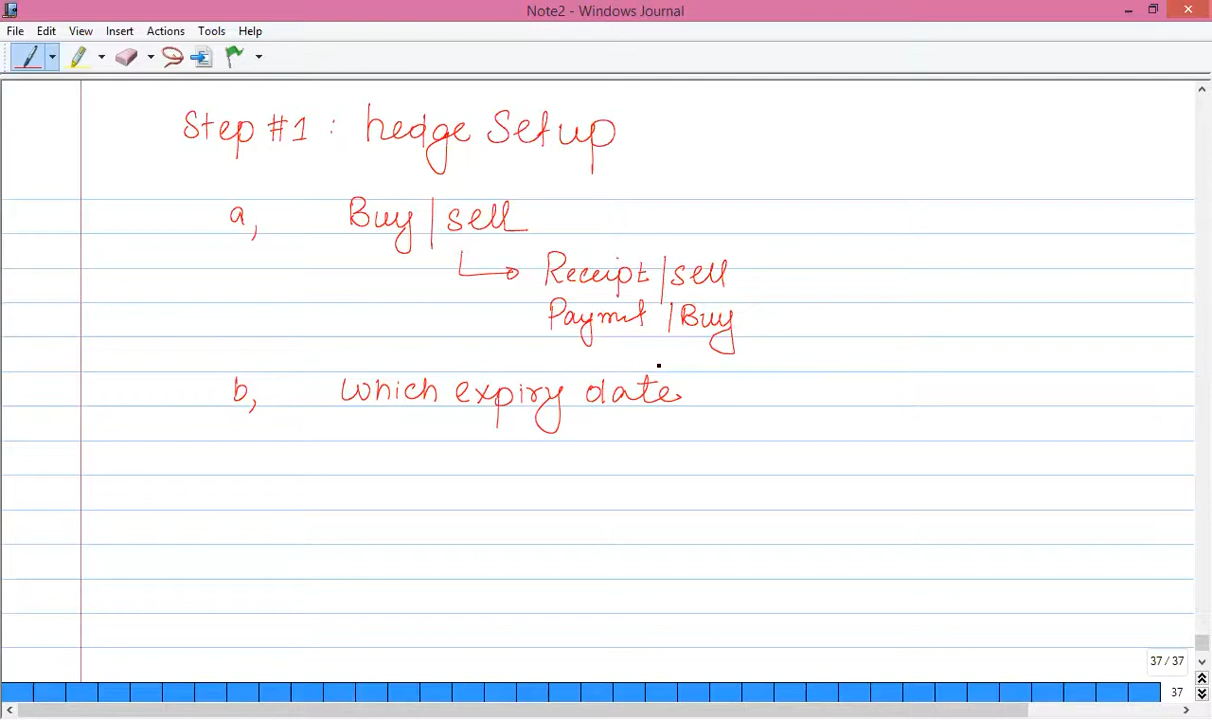 Note2 - Windows Journal
File Edit View Insert Actions Tools Help
Step #1 : hedge Setup
a, Buy | sell
Receipt | sell
Paymnt | Buy
b, which expiry date
37 / 37
37